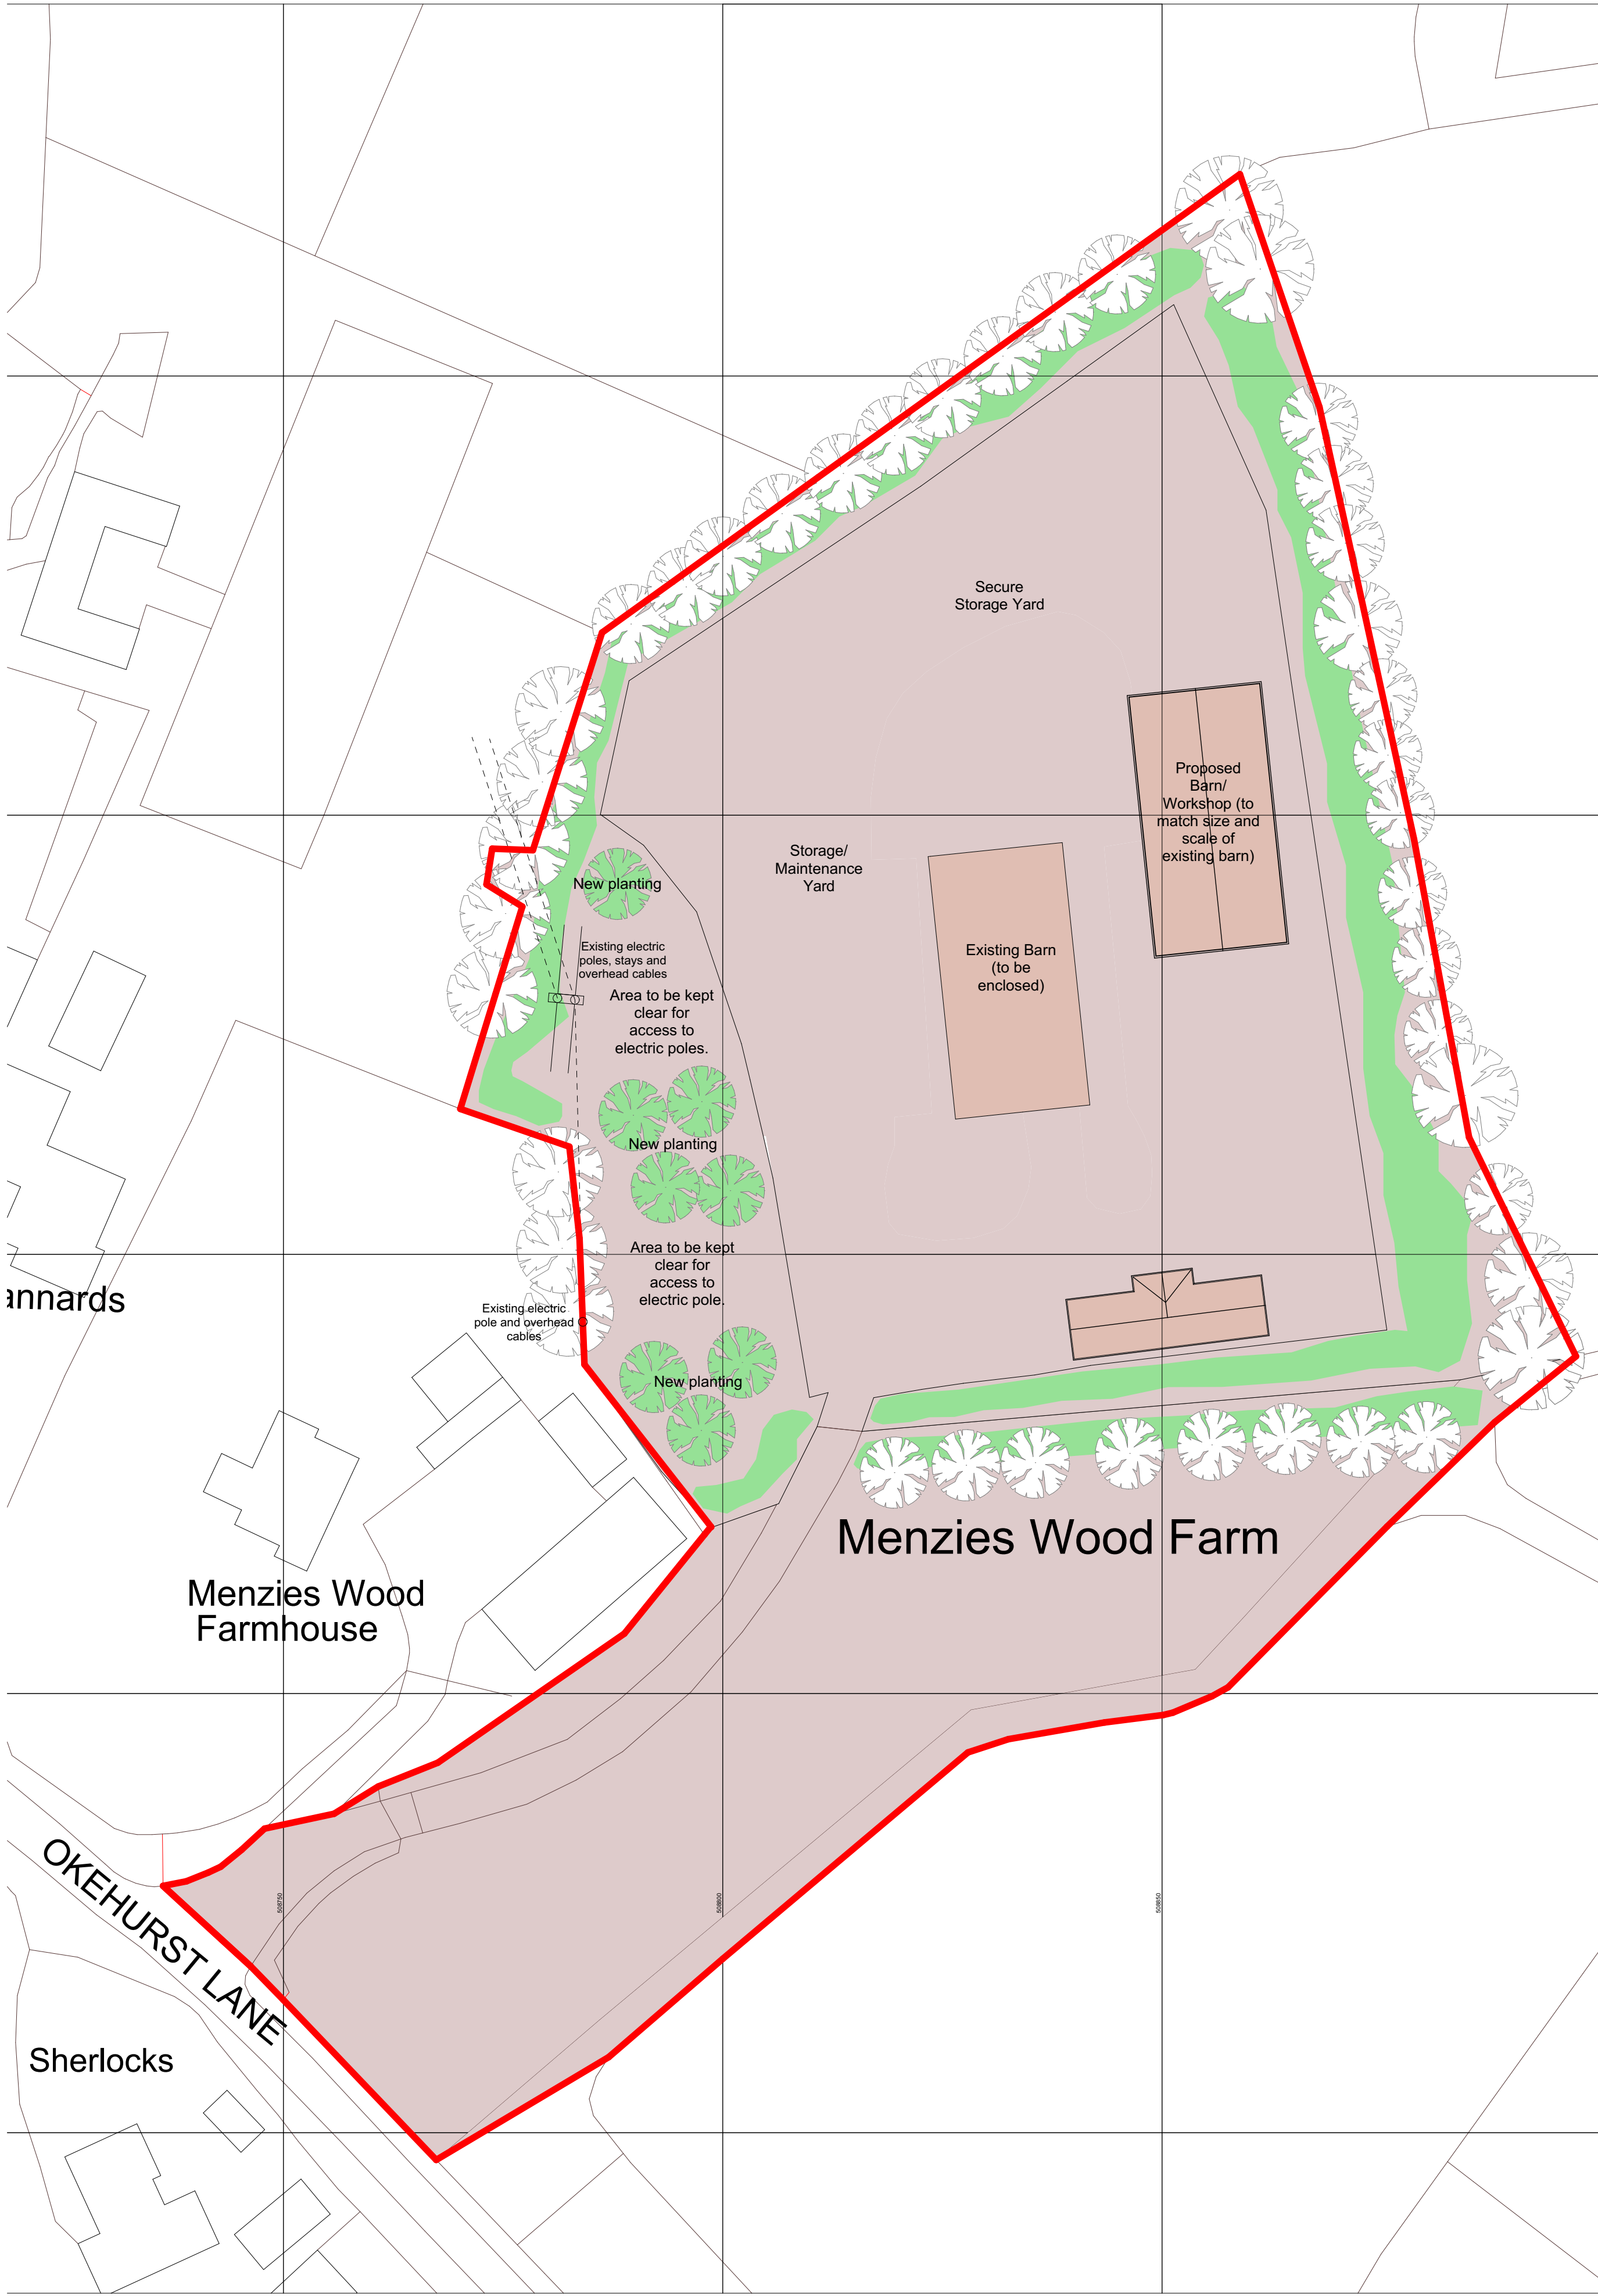 Secure
Storage Yard
Proposed
Barn/
Workshop (to
match size and
scale of
existing barn)
Storage/
Maintenance
Yard
New planting
Existing electric
poles, stays and
overhead cables
Existing Barn
(to be
enclosed)
Area to be kept
clear for
access to
electric poles.
New planting
Area to be kept
clear for
access to
electric pole.
annards
Existing electric
pole and overhead
cables
New planting
Menzies Wood Farm
Menzies Wood
Farmhouse
OKEHURST LANE
508750
508800
508850
Sherlocks